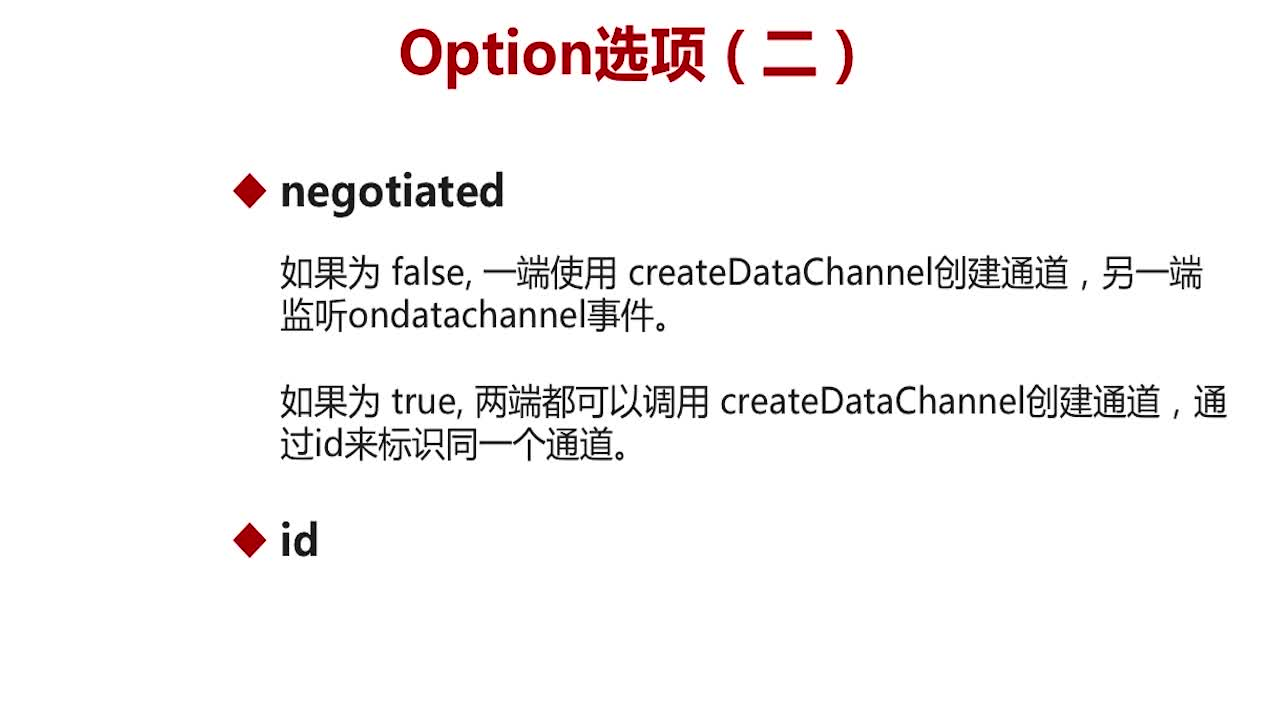 Option选项（二）
negotiated
如果为 false, 一端使用 createDataChannel创建通道，另一端
监听ondatachannel事件。
如果为 true, 两端都可以调用 createDataChannel创建通道，通
过id来标识同一个通道。
id